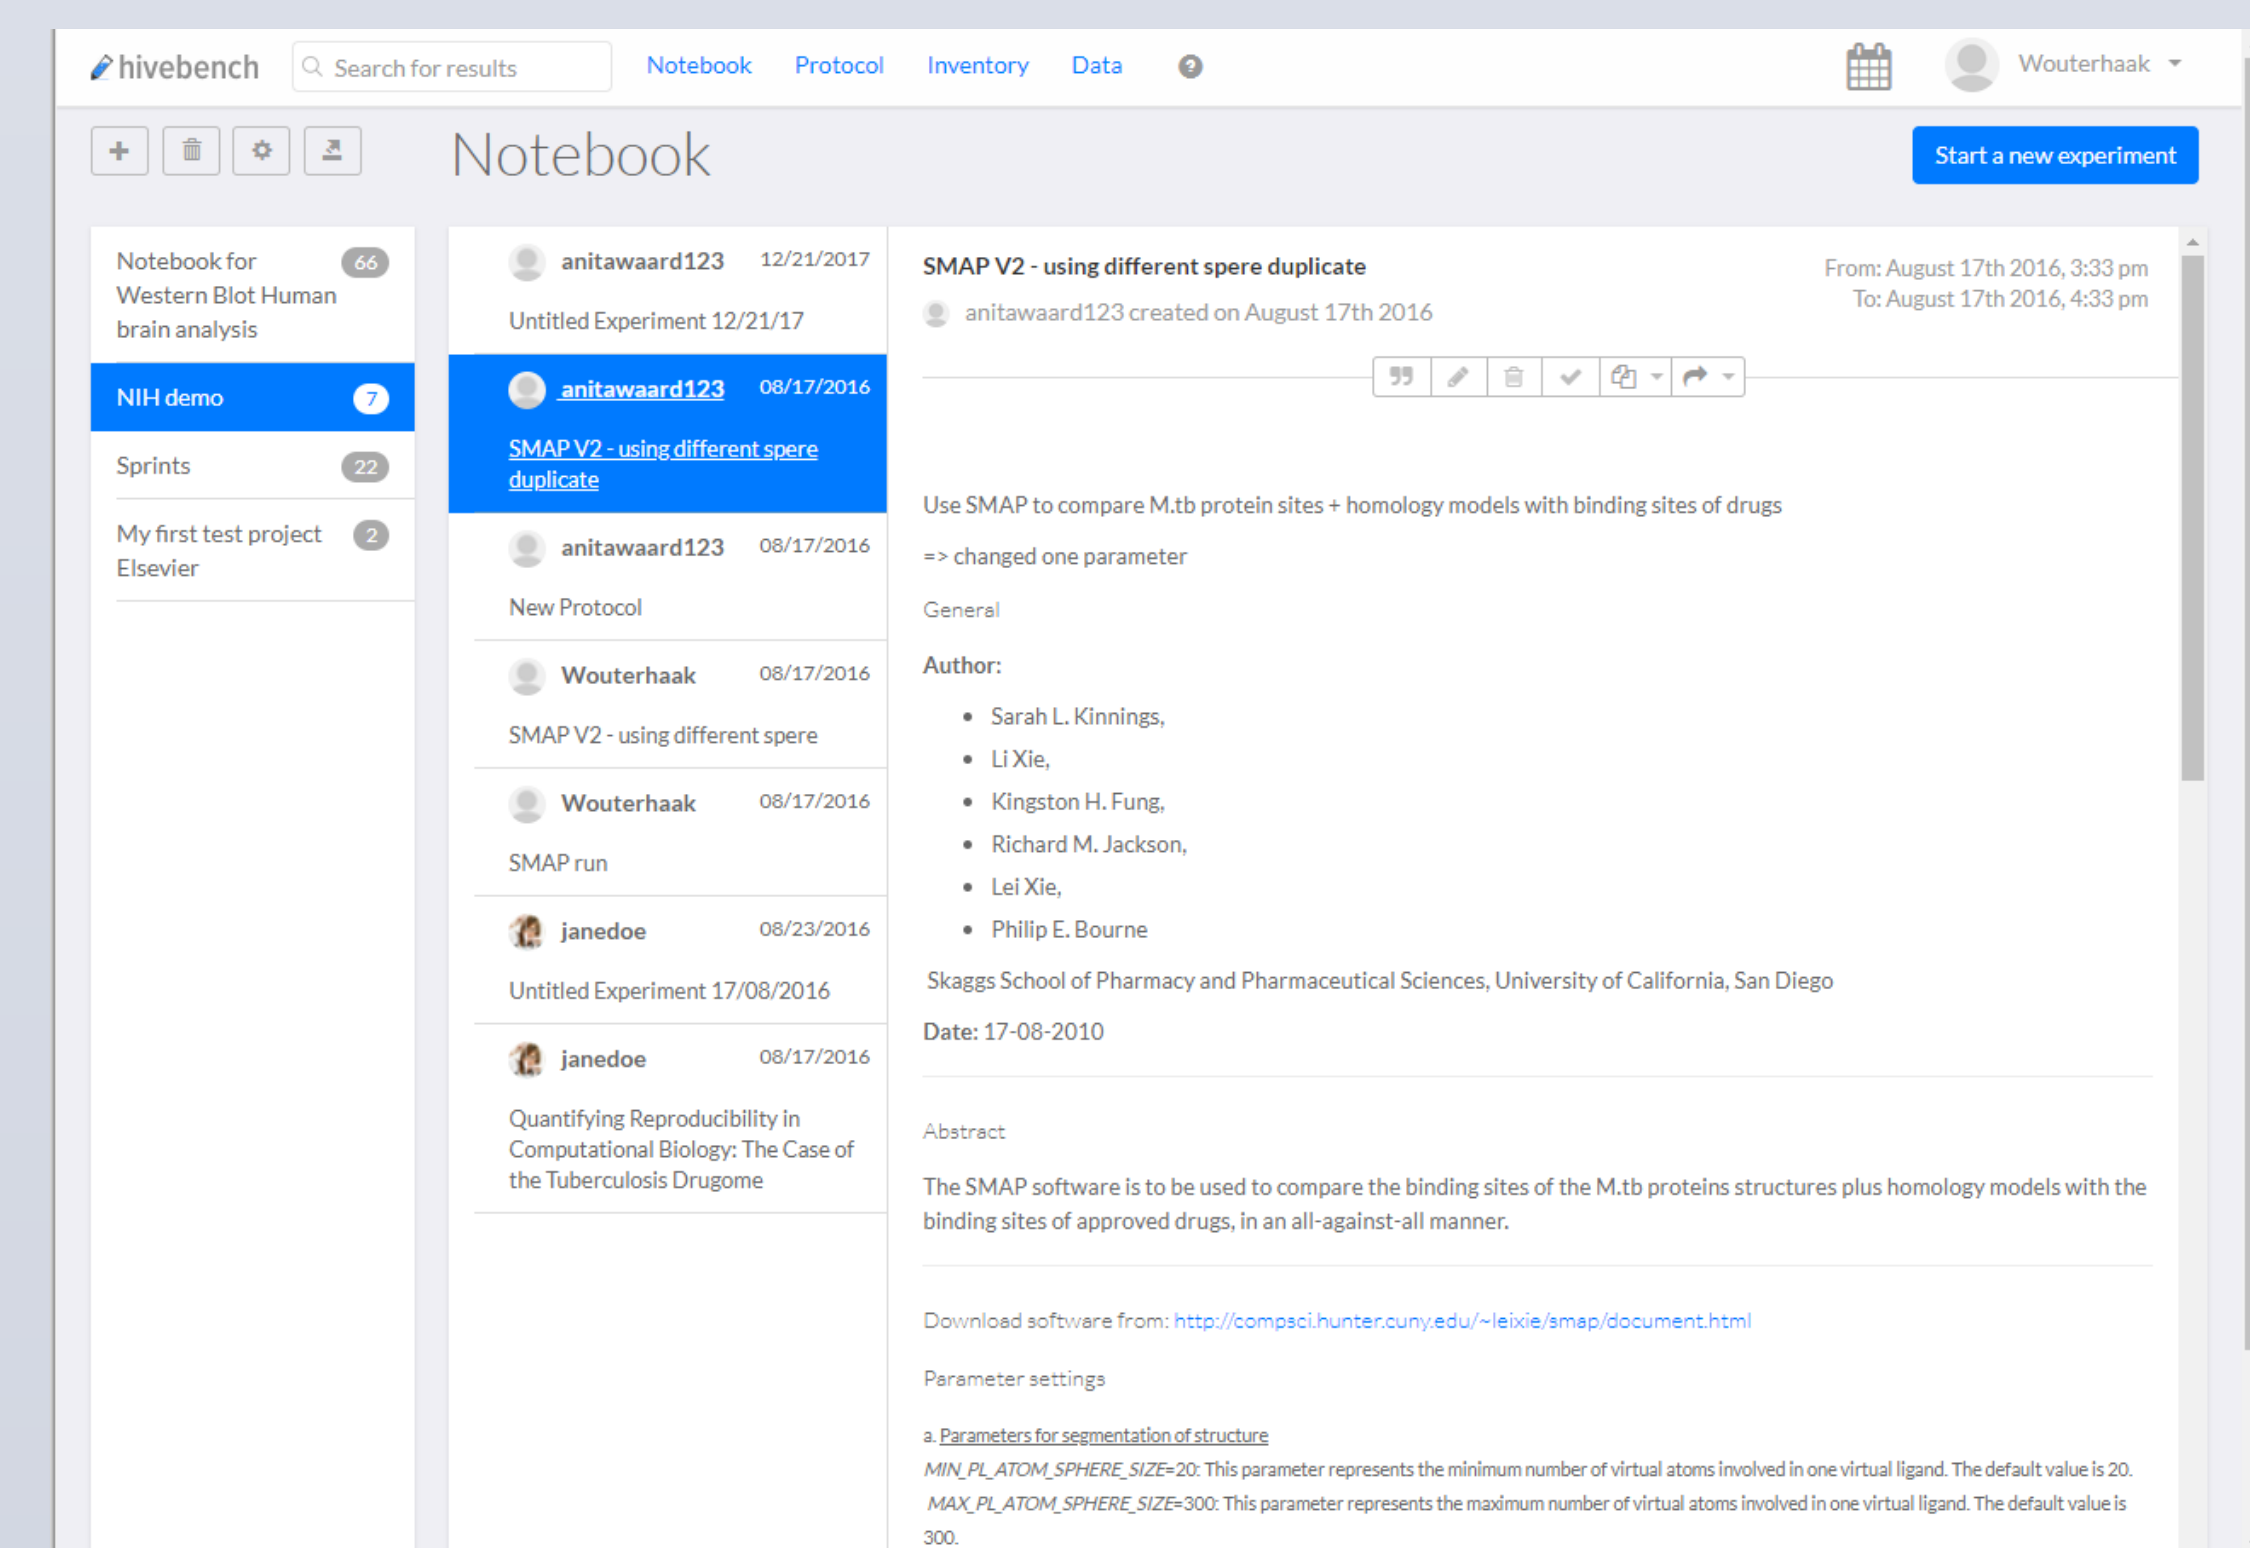 hivebench
Search for results
Notebook Protocol Inventory Data ?
Wouterhaak
Notebook
Start a new experiment
Notebook for 66
Western Blot Human
brain analysis
NIH demo 7
Sprints 22
My first test project 2
Elsevier
anitawaard123 12/21/2017
Untitled Experiment 12/21/17
anitawaard123 08/17/2016
SMAP V2 - using different spere
duplicate
anitawaard123 08/17/2016
New Protocol
Wouterhaak 08/17/2016
SMAP V2 - using different spere
Wouterhaak 08/17/2016
SMAP run
janedoe 08/23/2016
Untitled Experiment 17/08/2016
janedoe 08/17/2016
Quantifying Reproducibility in
Computational Biology: The Case of
the Tuberculosis Drugome
SMAP V2 - using different spere duplicate
From: August 17th 2016, 3:33 pm
anitawaard123 created on August 17th 2016
To: August 17th 2016, 4:33 pm
Use SMAP to compare M.tb protein sites + homology models with binding sites of drugs
=> changed one parameter
General
Author:
• Sarah L. Kinnings,
• Li Xie,
• Kingston H. Fung,
• Richard M. Jackson,
• Lei Xie,
• Philip E. Bourne
Skaggs School of Pharmacy and Pharmaceutical Sciences, University of California, San Diego
Date: 17-08-2010
Abstract
The SMAP software is to be used to compare the binding sites of the M.tb proteins structures plus homology models with the
binding sites of approved drugs, in an all-against-all manner.
Download software from: http://compsci.hunter.cuny.edu/~leixie/smap/document.html
Parameter settings
a. Parameters for segmentation of structure
MIN_PL_ATOM_SPHERE_SIZE=20: This parameter represents the minimum number of virtual atoms involved in one virtual ligand. The default value is 20.
MAX_PL_ATOM_SPHERE_SIZE=300: This parameter represents the maximum number of virtual atoms involved in one virtual ligand. The default value is
300.